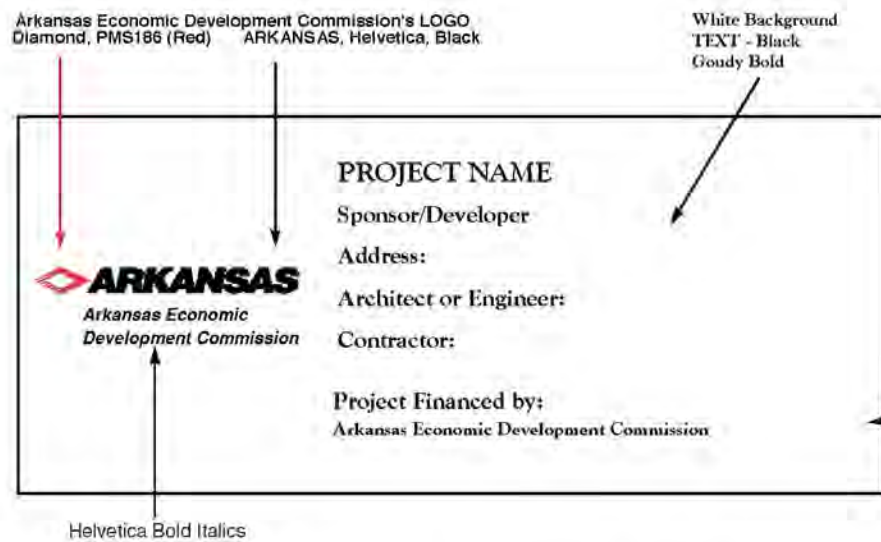 Arkansas Economic Development Commission's LOGO
Diamond, PMS186 (Red) ARKANSAS, Helvetica, Black
White Background
TEXT - Black
Goudy Bold
PROJECT NAME
Sponsor/Developer
Address:
Architect or Engineer:
Contractor:
Project Financed by:
Arkansas Economic Development Commission
ARKANSAS
Arkansas Economic
Development Commission
Helvetica Bold Italics